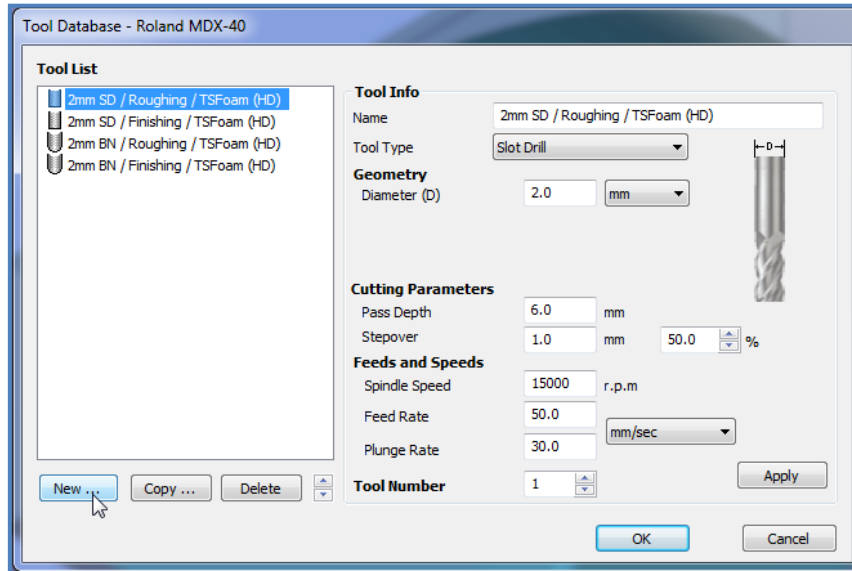 Tool Database - Roland MDX-40
Tool List
2mm SD / Roughing / TSFoam (HD)
2mm SD / Finishing / TSFoam (HD)
2mm BN / Roughing / TSFoam (HD)
2mm BN / Finishing / TSFoam (HD)
New ...
Copy ...
Delete
Tool Info
Name 2mm SD / Roughing / TSFoam (HD)
Tool Type Slot Drill
D
Geometry
Diameter (D) 2.0 mm
Cutting Parameters
Pass Depth 6.0 mm
Stepover 1.0 mm 50.0 %
Feeds and Speeds
Spindle Speed 15000 r.p.m
Feed Rate 50.0
mm/sec
Plunge Rate 30.0
Tool Number 1
Apply
OK
Cancel